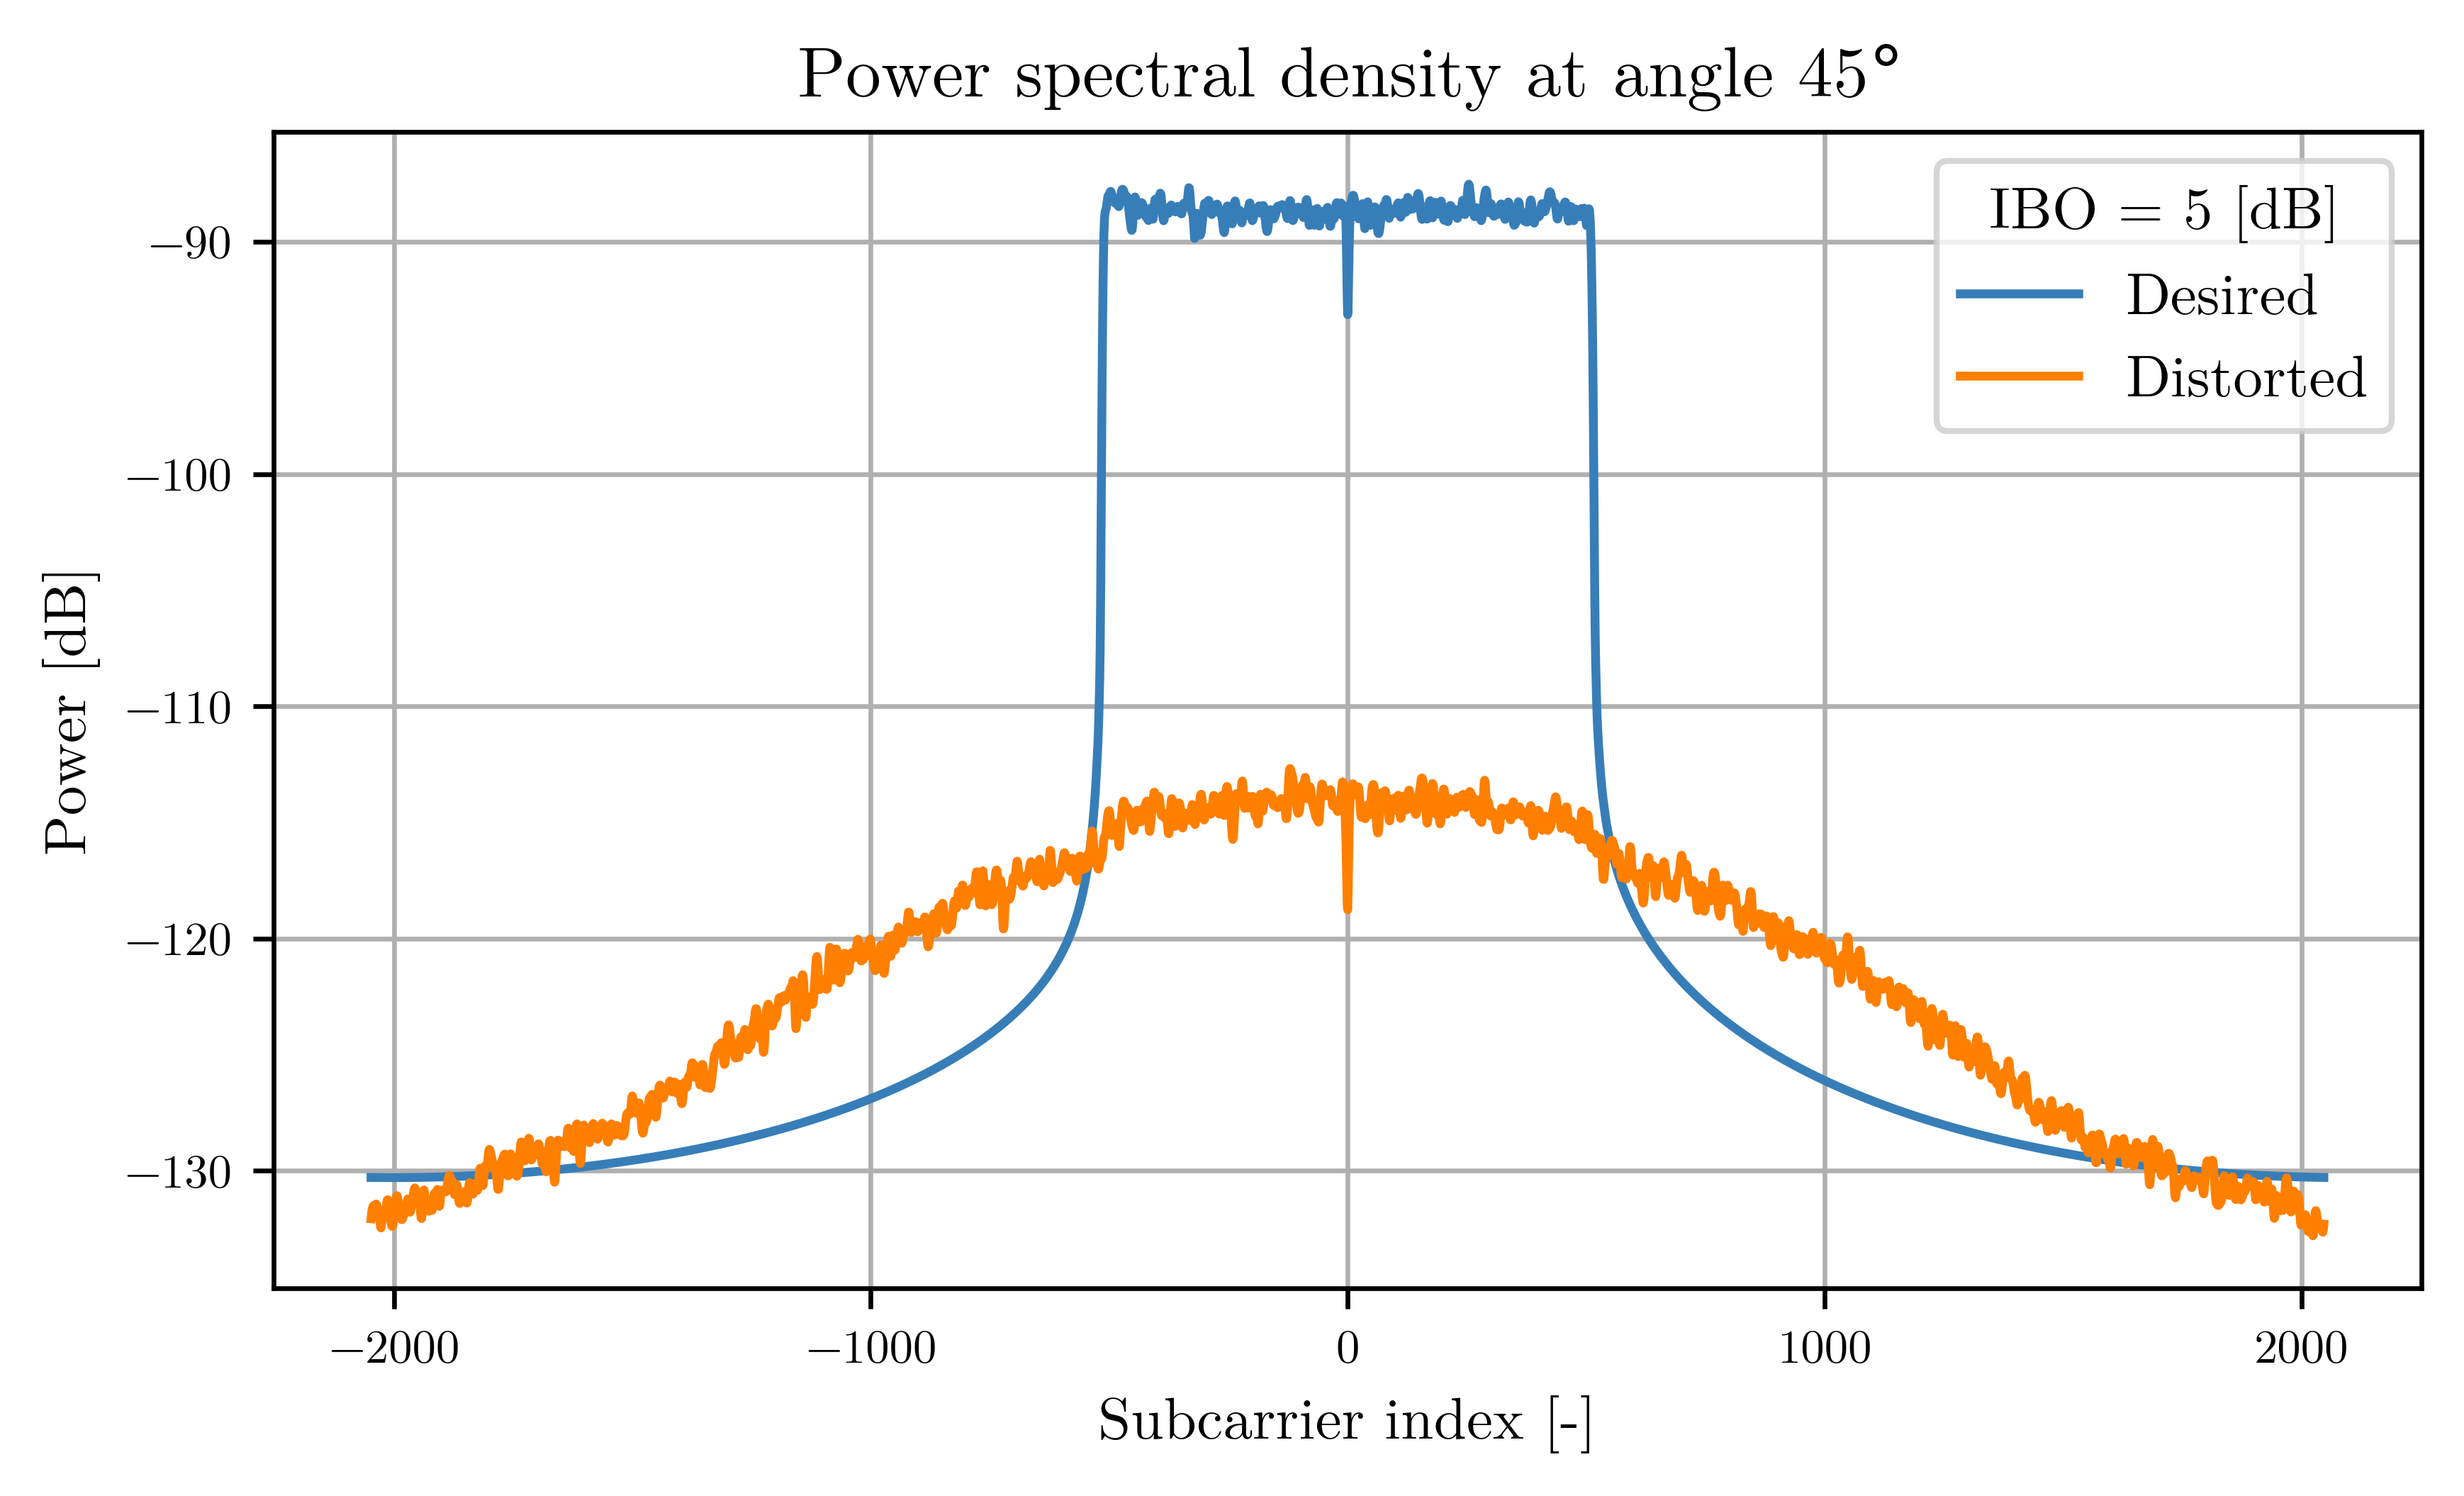 Power spectral density at angle 45°
IBO = 5 [dB]
Desired
Distorted
Power [dB]
−90
−100
−110
−120
−130
−2000
−1000
0
1000
2000
Subcarrier index [-]